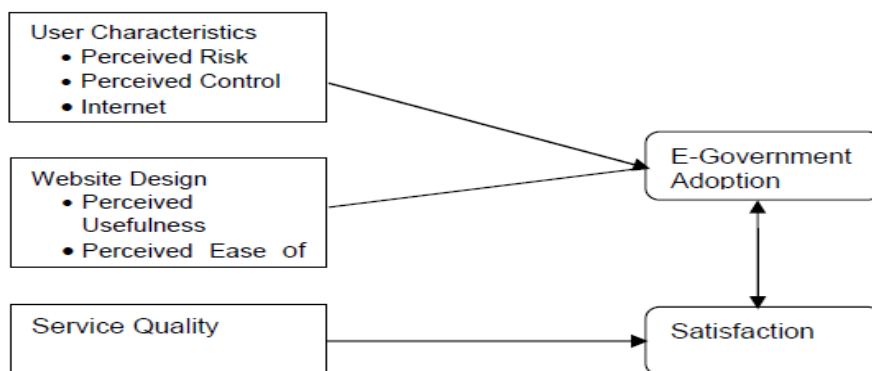 User Characteristics
• Perceived Risk
• Perceived Control
• Internet
E-Government
Adoption
Website Design
• Perceived
Usefulness
• Perceived Ease of
Service Quality
Satisfaction